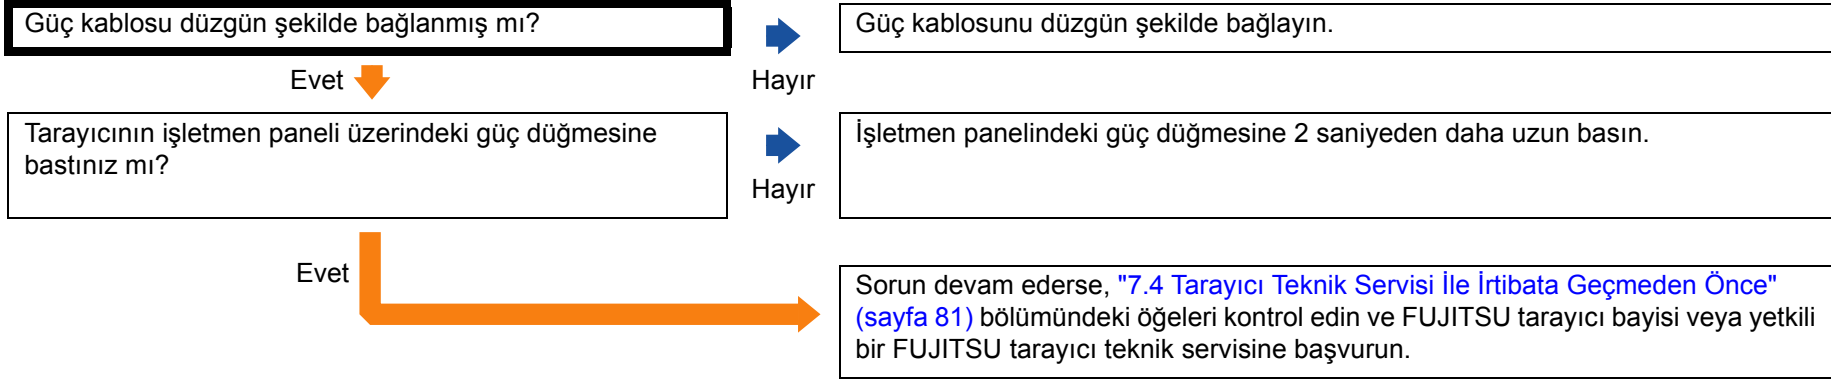 Güç kablosu düzgün şekilde bağlanmış mı?
Güç kablosunu düzgün şekilde bağlayın.
Evet
Hayır
Tarayıcının işletmen paneli üzerindeki güç düğmesine
bastınız mı?
İşletmen panelindeki güç düğmesine 2 saniyeden daha uzun basın.
Hayır
Evet
Sorun devam ederse, "7.4 Tarayıcı Teknik Servisi İle İrtibata Geçmeden Önce"
(sayfa 81) bölümündeki öğeleri kontrol edin ve FUJITSU tarayıcı bayisi veya yetkili
bir FUJITSU tarayıcı teknik servisine başvurun.